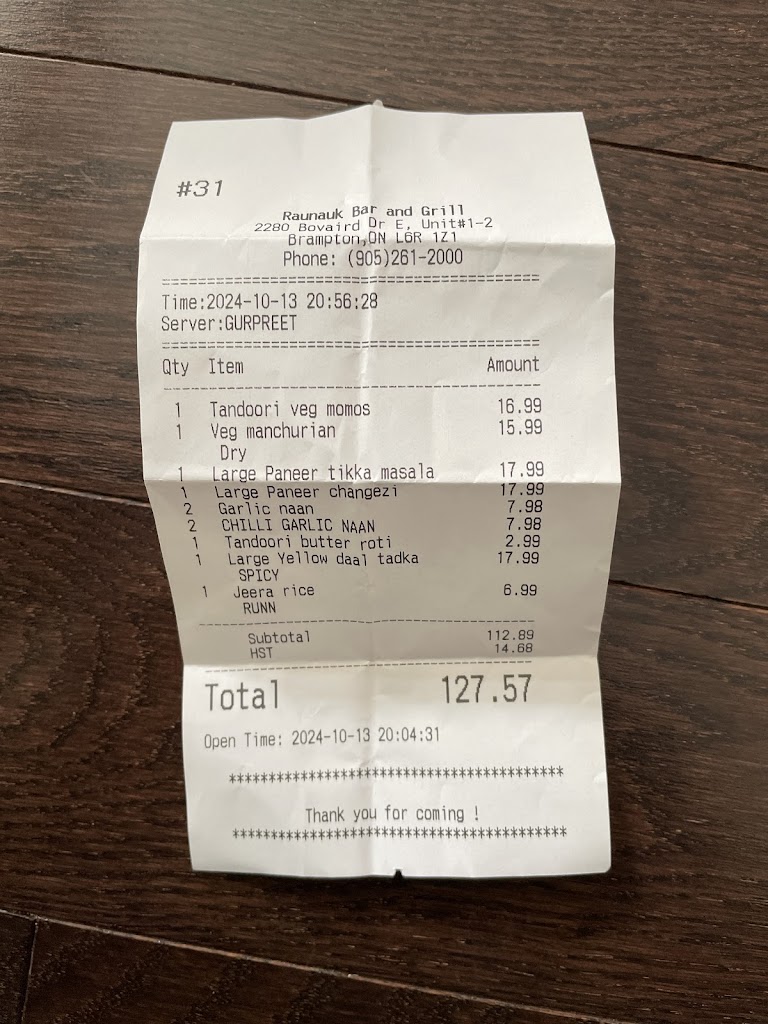 #31
Raunauk Bar and Grill
2280 Bovaird Dr E, Unit#1-2
Brampton,ON L6R 1Z1
Phone: (905)261-2000
========================================
Time:2024-10-13 20:56:28
Server:GURPREET
========================================
Qty Item Amount
----------------------------------------
1 Tandoori veg momos 16.99
1 Veg manchurian 15.99
Dry
1 Large Paneer tikka masala 17.99
1 Large Paneer changezi 17.99
2 Garlic naan 7.98
2 CHILLI GARLIC NAAN 7.98
1 Tandoori butter roti 2.99
1 Large Yellow daal tadka 17.99
SPICY
1 Jeera rice 6.99
RUNN
----------------------------------------
Subtotal 112.89
HST 14.68
----------------------------------------
Total 127.57
Open Time: 2024-10-13 20:04:31
****************************************
Thank you for coming !
****************************************